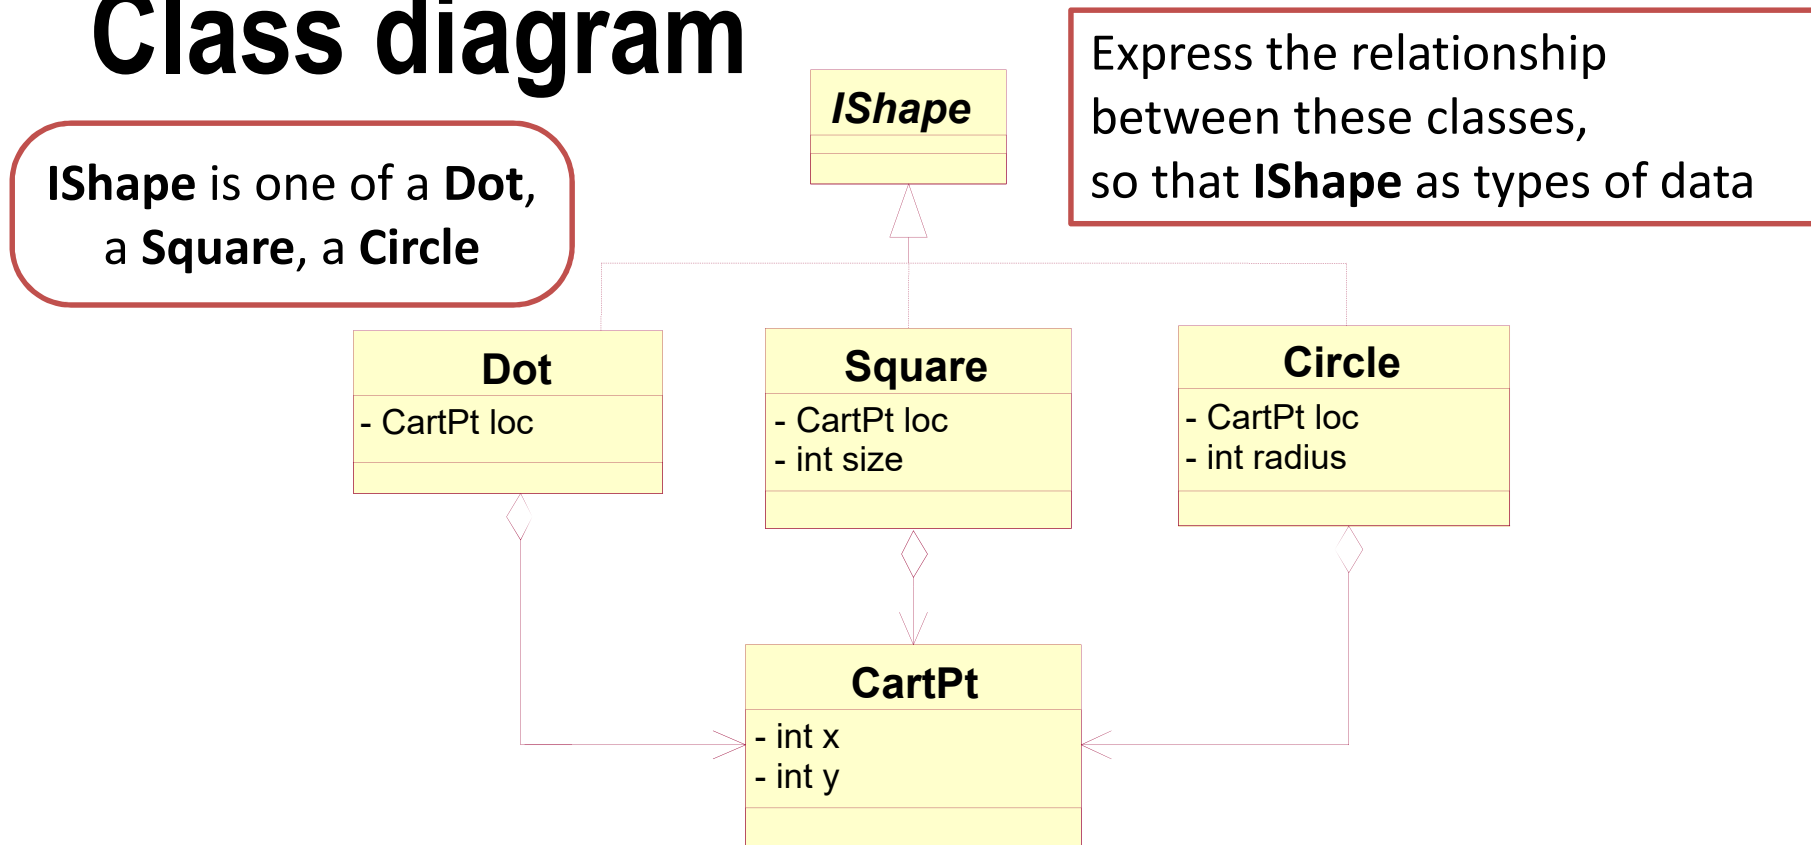 Class diagram
IShape is one of a Dot,
a Square, a Circle
Express the relationship
between these classes,
so that IShape as types of data
IShape
Dot
- CartPt loc
Square
- CartPt loc
- int size
Circle
- CartPt loc
- int radius
CartPt
- int x
- int y